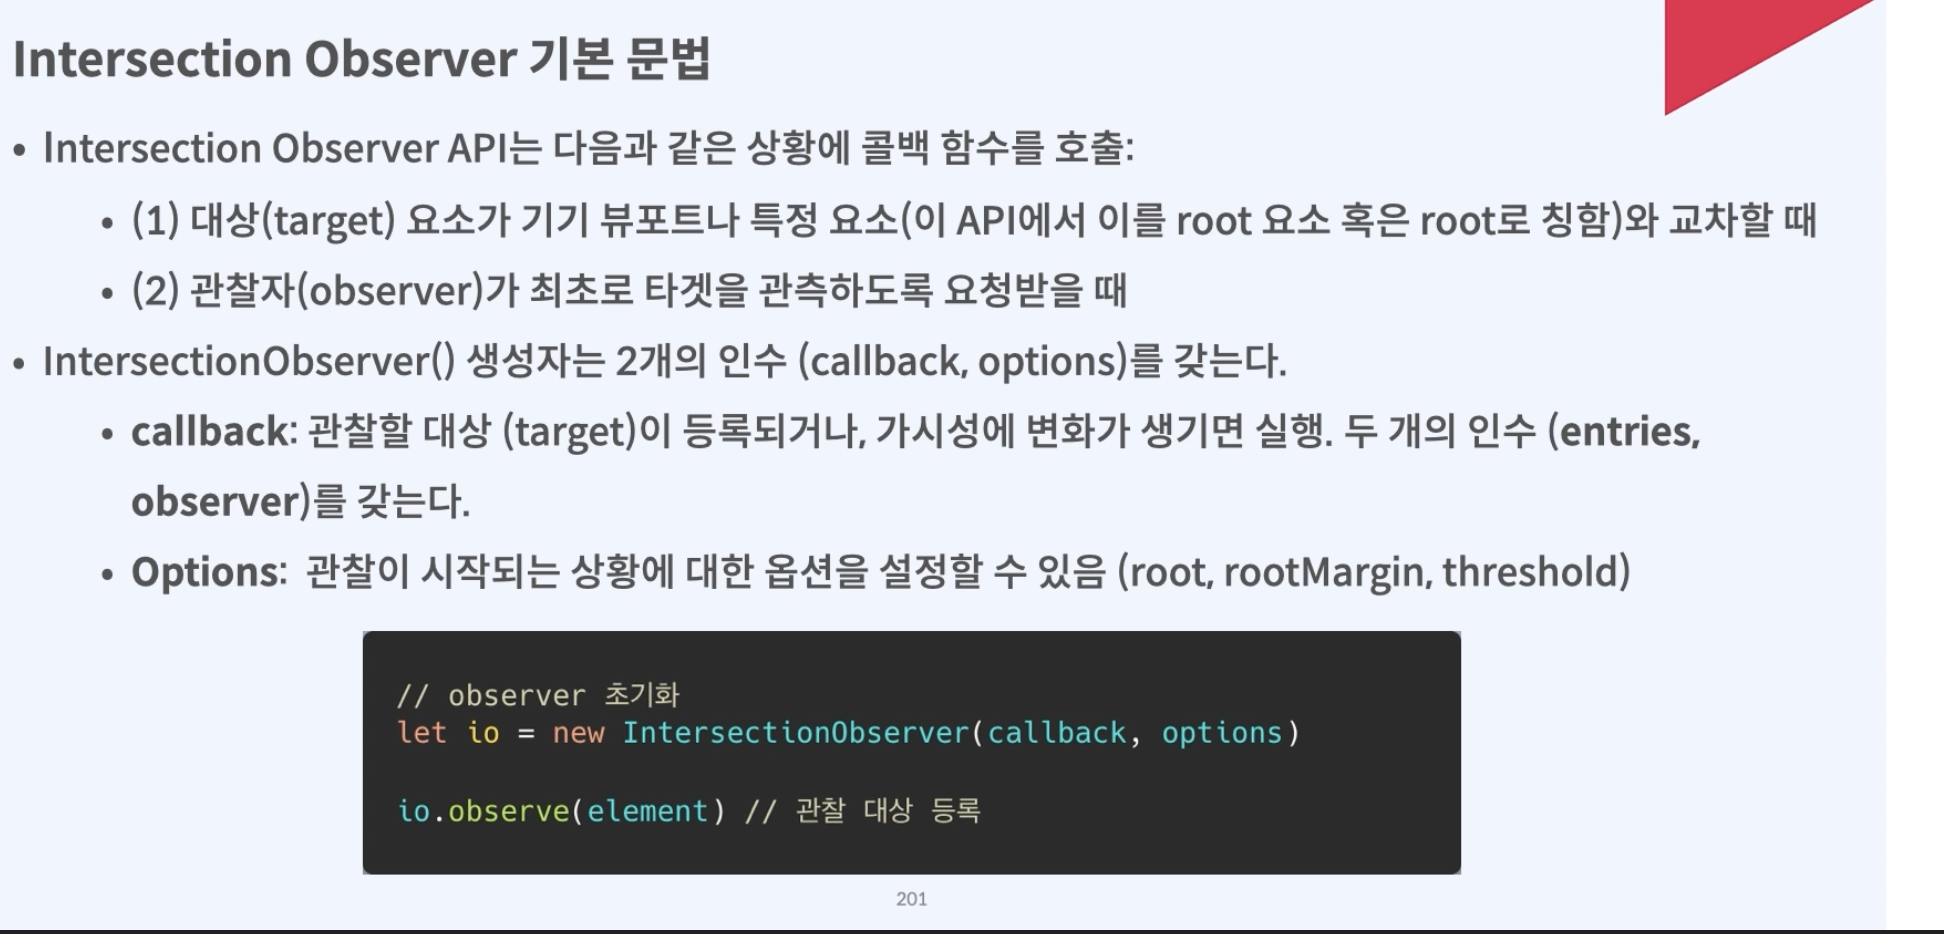 Intersection Observer 기본 문법
• Intersection Observer API는 다음과 같은 상황에 콜백 함수를 호출:
• (1) 대상(target) 요소가 기기 뷰포트나 특정 요소(이 API에서 이를 root 요소 혹은 root로 칭함)와 교차할 때
• (2) 관찰자(observer)가 최초로 타겟을 관측하도록 요청받을 때
• IntersectionObserver() 생성자는 2개의 인수 (callback, options)를 갖는다.
• callback: 관찰할 대상 (target)이 등록되거나, 가시성에 변화가 생기면 실행. 두 개의 인수 (entries,
observer)를 갖는다.
• Options: 관찰이 시작되는 상황에 대한 옵션을 설정할 수 있음 (root, rootMargin, threshold)
// observer 초기화
let io = new IntersectionObserver(callback, options)
io.observe(element) // 관찰 대상 등록
201